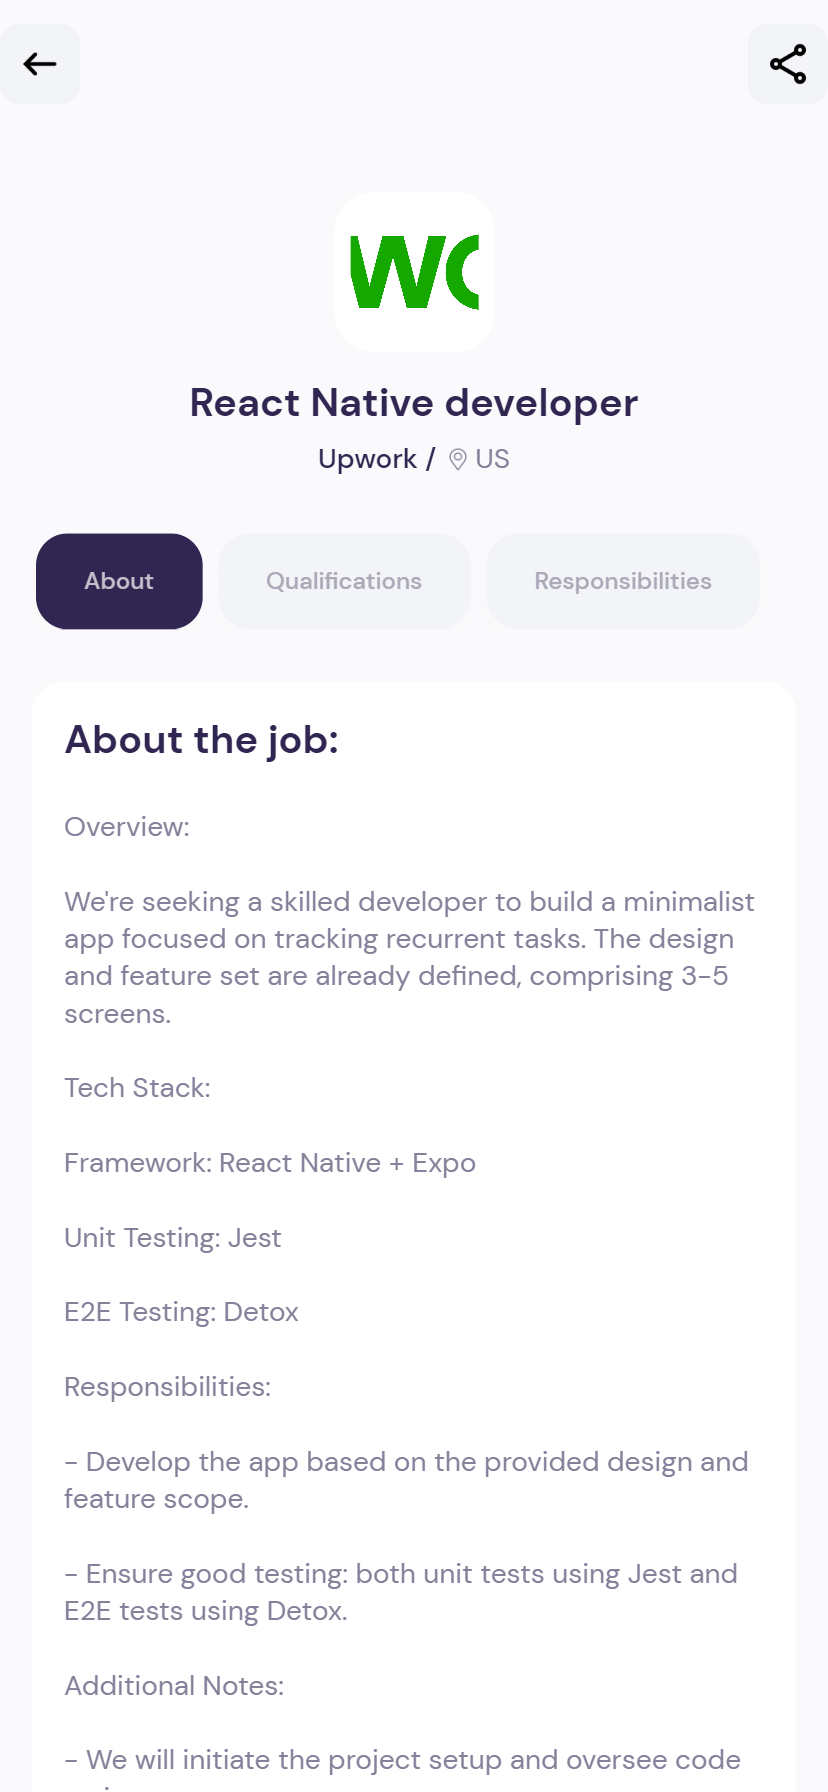 React Native developer
Upwork / US
About
Qualifications
Responsibilities
About the job:
Overview:
We're seeking a skilled developer to build a minimalist
app focused on tracking recurrent tasks. The design
and feature set are already defined, comprising 3-5
screens.
Tech Stack:
Framework: React Native + Expo
Unit Testing: Jest
E2E Testing: Detox
Responsibilities:
- Develop the app based on the provided design and
feature scope.
- Ensure good testing: both unit tests using Jest and
E2E tests using Detox.
Additional Notes:
- We will initiate the project setup and oversee code